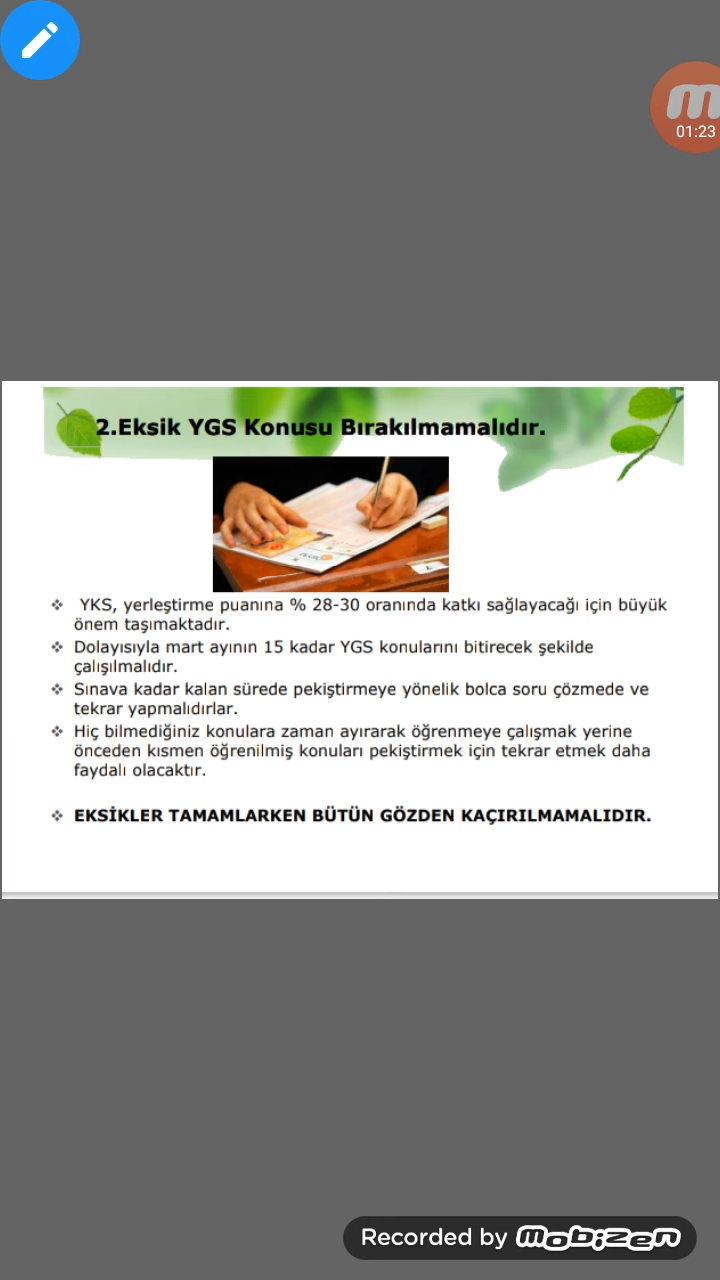 01:23
2.Eksik YGS Konusu Bırakılmamalıdır.
❖ YKS, yerleştirme puanına % 28-30 oranında katkı sağlayacağı için büyük
önem taşımaktadır.
❖ Dolayısıyla mart ayının 15 kadar YGS konularını bitirecek şekilde
çalışılmalıdır.
❖ Sınava kadar kalan sürede pekiştirmeye yönelik bolca soru çözmede ve
tekrar yapmalıdırlar.
❖ Hiç bilmediğiniz konulara zaman ayırarak öğrenmeye çalışmak yerine
önceden kısmen öğrenilmiş konuları pekiştirmek için tekrar etmek daha
faydalı olacaktır.
❖ EKSİKLER TAMAMLARKEN BÜTÜN GÖZDEN KAÇIRILMAMALIDIR.
Recorded by mobizen